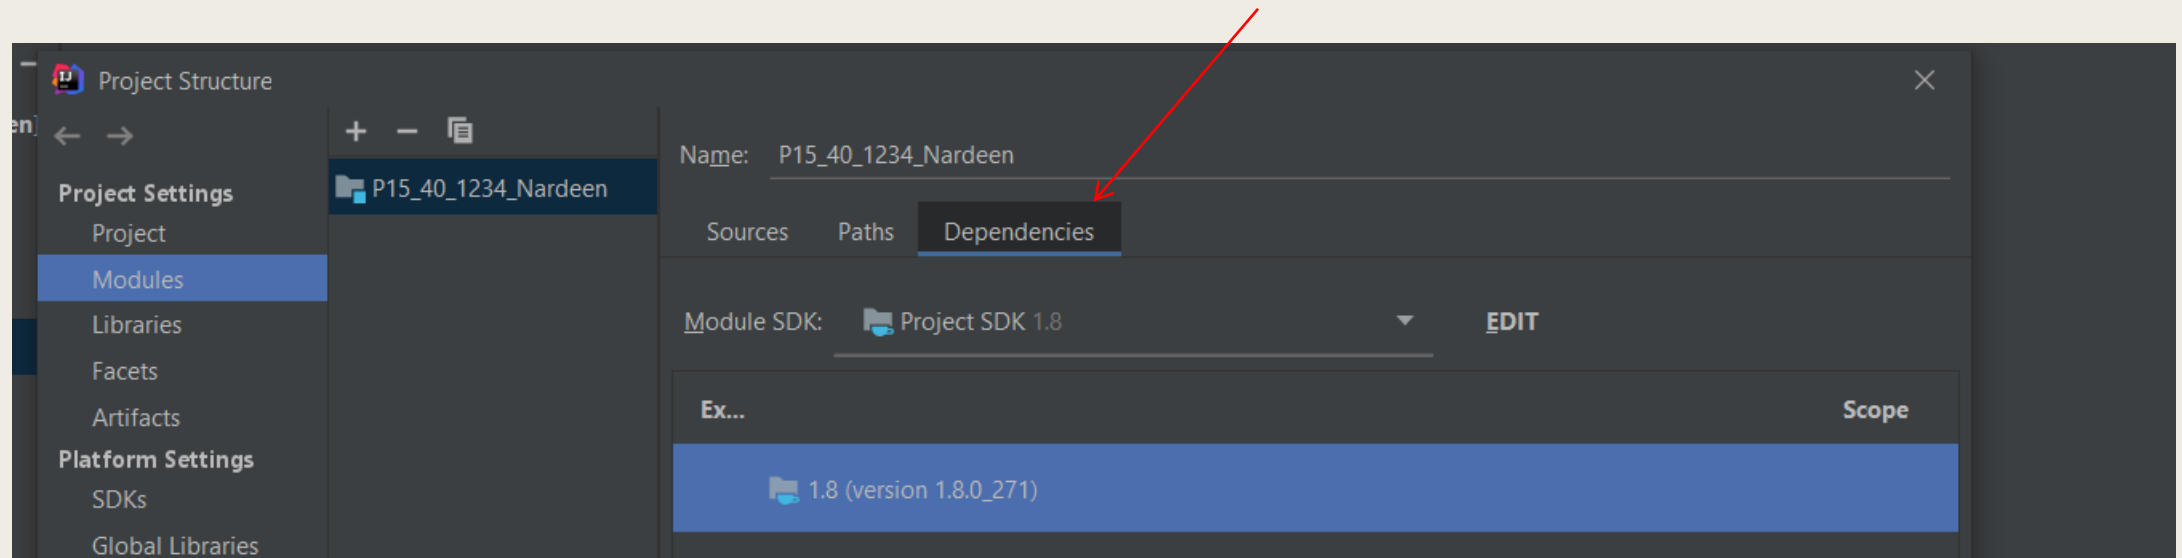 Project Structure
en]
Project Settings
Project
Modules
Libraries
Facets
Artifacts
Platform Settings
SDKs
Global Libraries
P15_40_1234_Nardeen
Name: P15_40_1234_Nardeen
Sources Paths Dependencies
Module SDK: Project SDK 1.8 EDIT
Ex... Scope
1.8 (version 1.8.0_271)